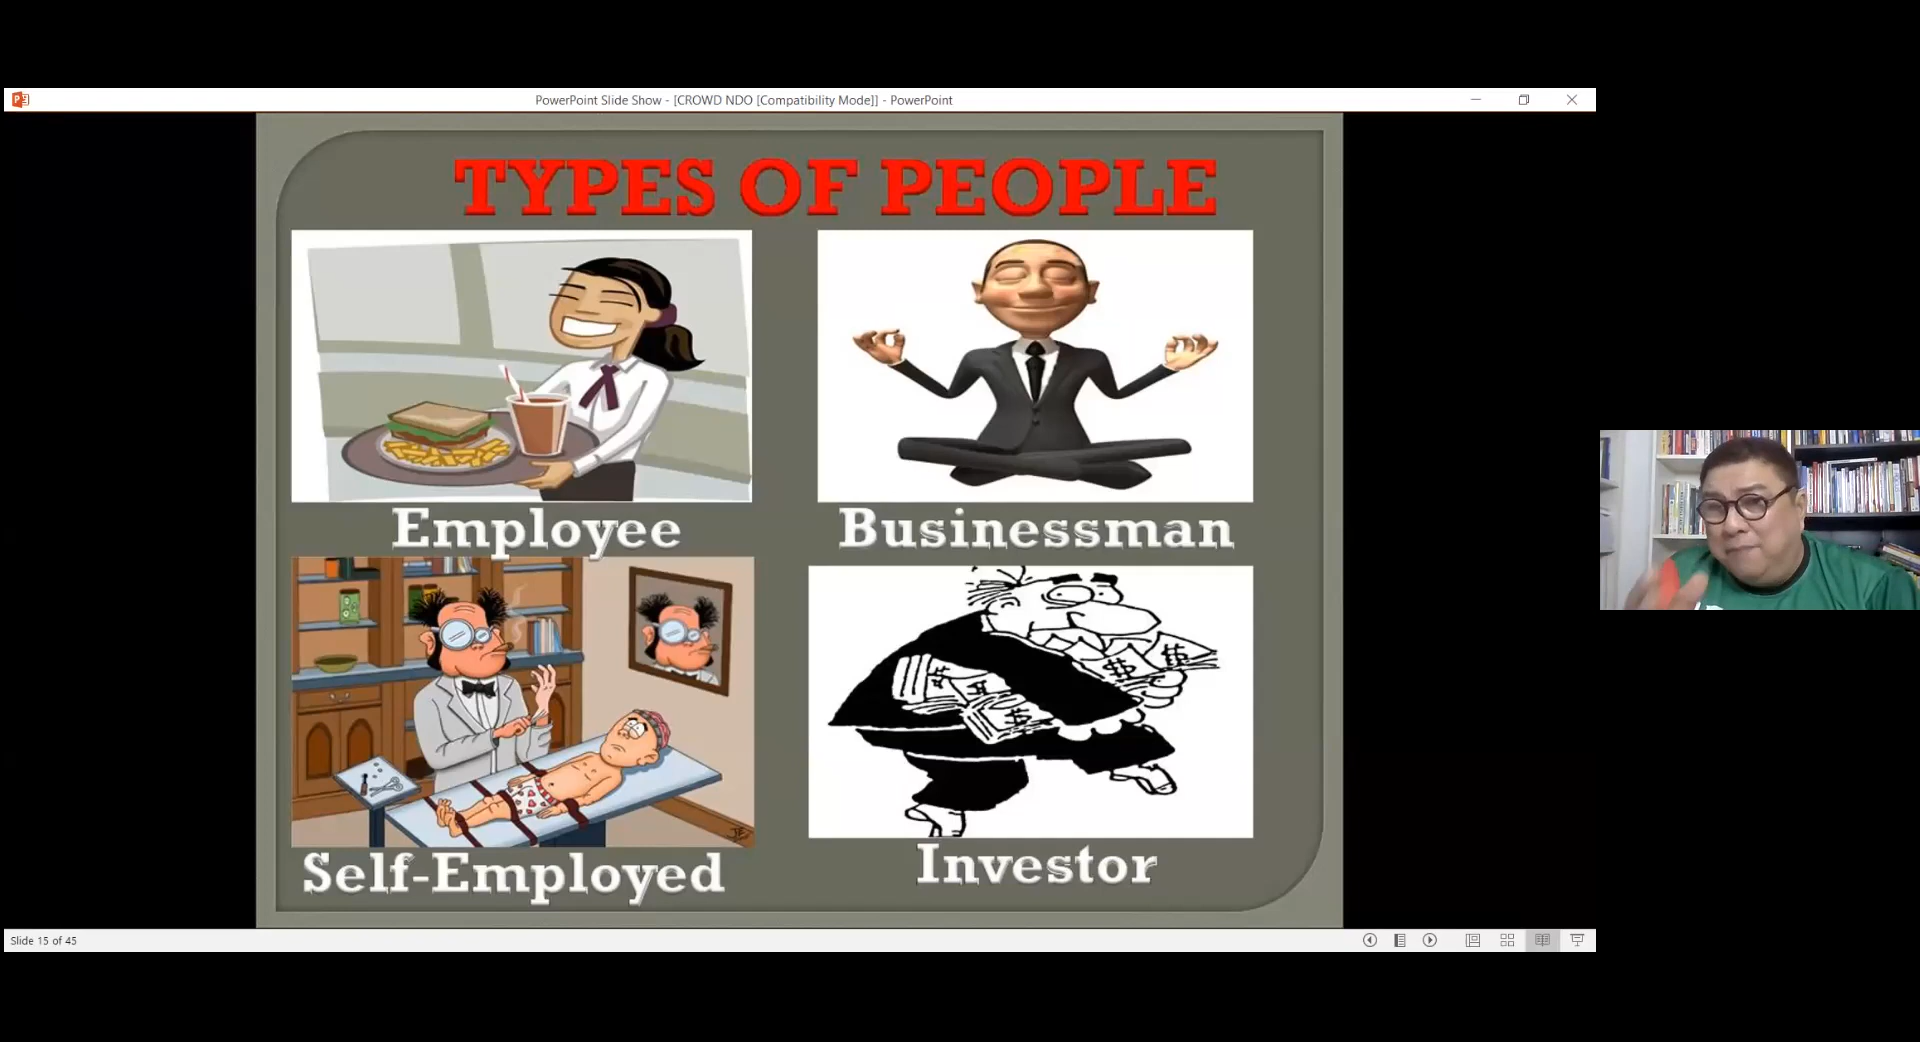 PowerPoint Slide Show - [CROWD NDO [Compatibility Mode]] - PowerPoint
TYPES OF PEOPLE
Employee
Businessman
Self-Employed
Investor
Slide 15 of 45